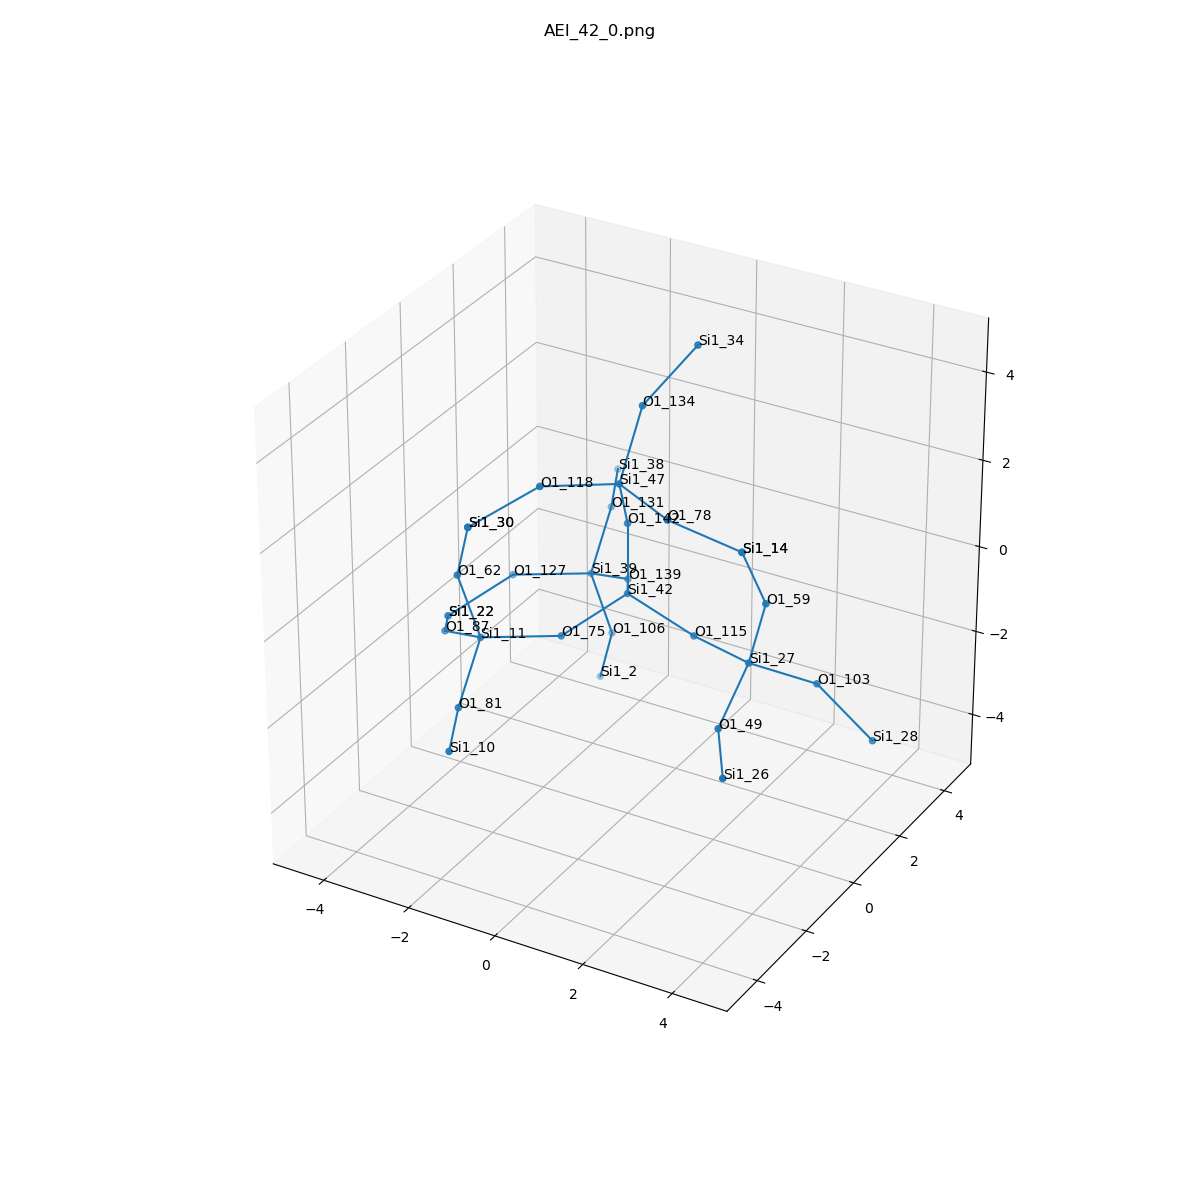 AEI_42_0.png
Si1_34
O1_134
Si1_38
Si1_47
O1_118
O1_131
O1_142
O1_78
Si1_30
Si1_14
O1_62
O1_127
Si1_39
O1_139
Si1_42
O1_59
Si1_22
O1_87
Si1_11
O1_75
O1_106
O1_115
Si1_27
Si1_2
O1_103
O1_81
O1_49
Si1_28
Si1_10
Si1_26
4
2
0
−2
−4
4
2
0
−2
−4
−4
−2
0
2
4